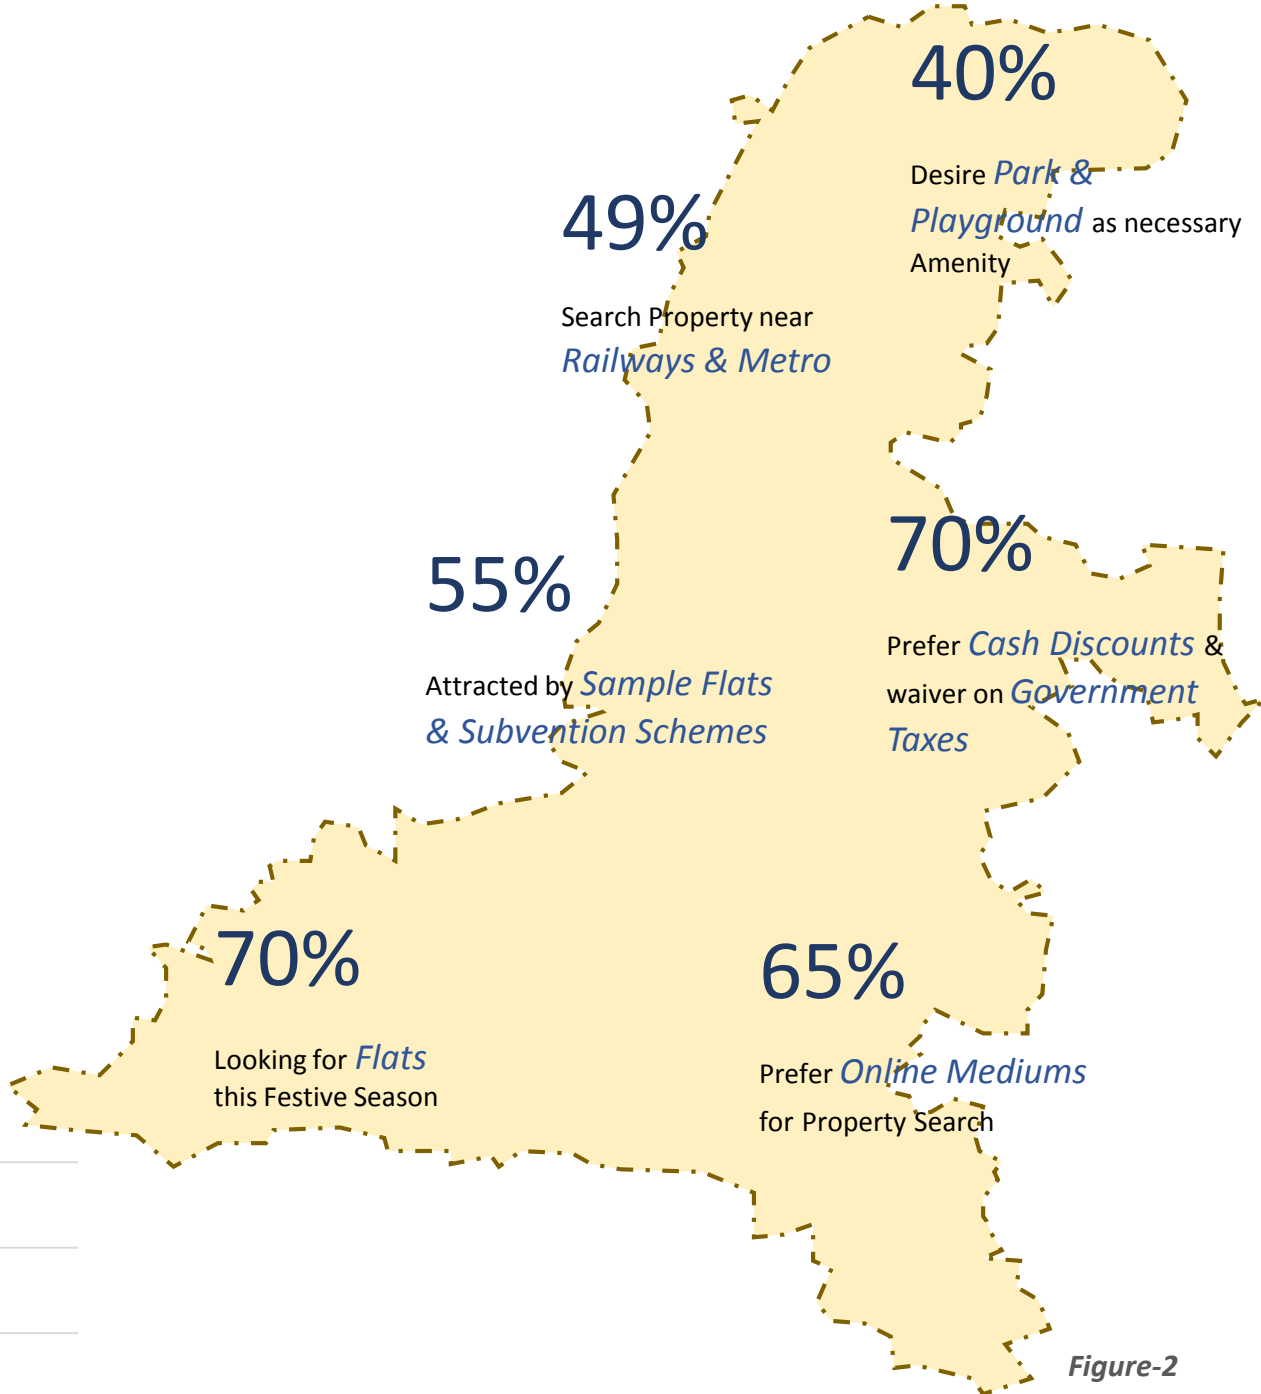 40%
Desire Park &
Playground as necessary
Amenity
49%
Search Property near
Railways & Metro
70%
Prefer Cash Discounts &
waiver on Government
Taxes
55%
Attracted by Sample Flats
& Subvention Schemes
70%
Looking for Flats
this Festive Season
65%
Prefer Online Mediums
for Property Search
Figure-2